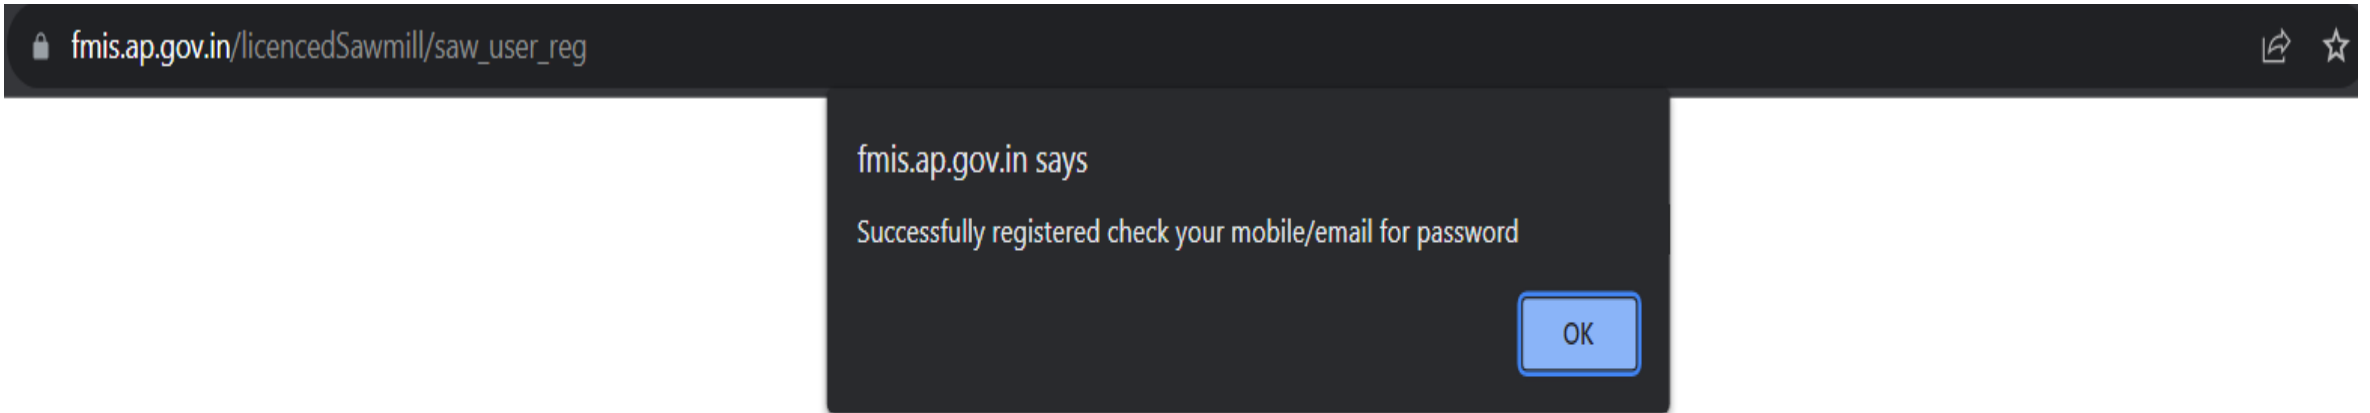 fmis.ap.gov.in/licencedSawmill/saw_user_reg
fmis.ap.gov.in says
Successfully registered check your mobile/email for password
OK